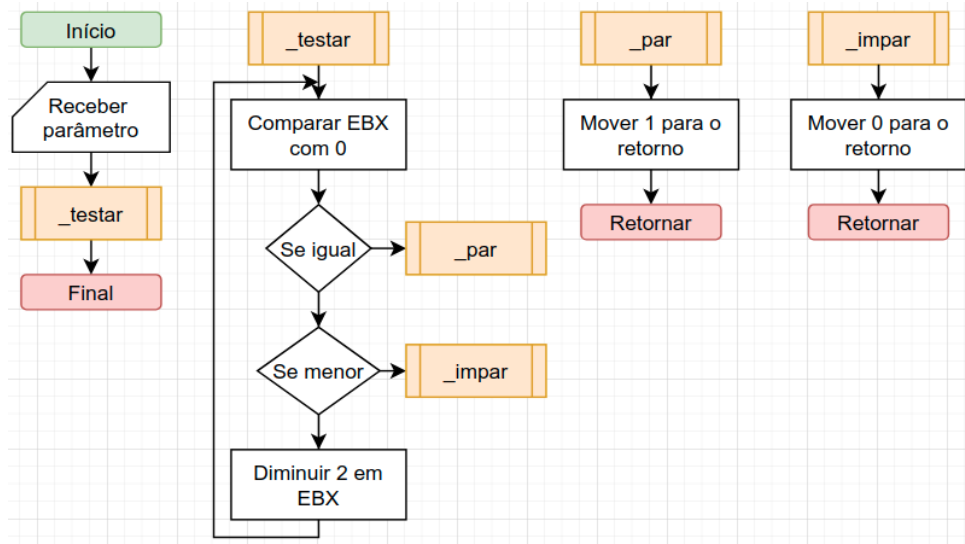 Início
Receber
parâmetro
_testar
Final
_testar
Comparar EBX
com 0
Se igual
_par
Se menor
_impar
Diminuir 2 em
EBX
_par
Mover 1 para o
retorno
Retornar
_impar
Mover 0 para o
retorno
Retornar